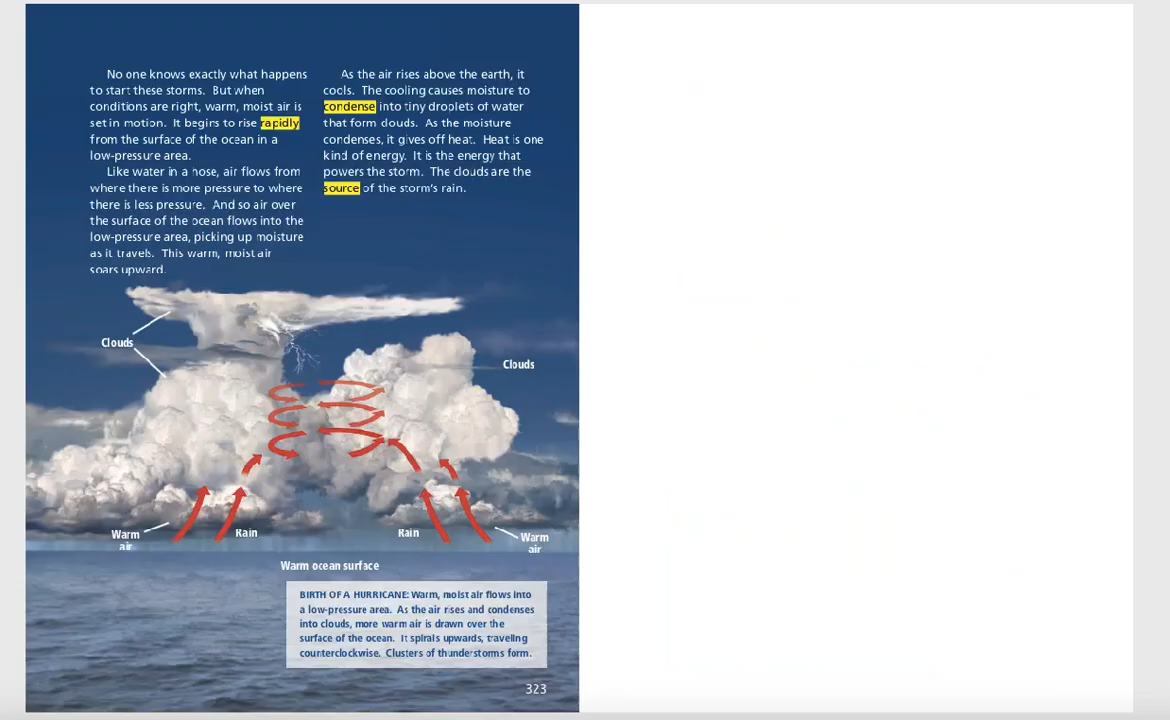 No one knows exactly what happens
to start these storms. But when
conditions are right, warm, moist air is
set in motion. It begins to rise rapidly
from the surface of the ocean in a
low-pressure area.
Like water in a hose, air flows from
where there is more pressure to where
there is less pressure. And so air over
the surface of the ocean flows into the
low-pressure area, picking up moisture
as it travels. This warm, moist air
soars upward.
As the air rises above the earth, it
cools. The cooling causes moisture to
condense into tiny droplets of water
that form clouds. As the moisture
condenses, it gives off heat. Heat is one
kind of energy. It is the energy that
powers the storm. The clouds are the
source of the storm's rain.
Clouds
Clouds
Warm
air
Rain
Rain
Warm
air
Warm ocean surface
BIRTH OF A HURRICANE: Warm, moist air flows into
a low-pressure area. As the air rises and condenses
into clouds, more warm air is drawn over the
surface of the ocean. It spirals upwards, traveling
counterclockwise. Clusters of thunderstorms form.
323